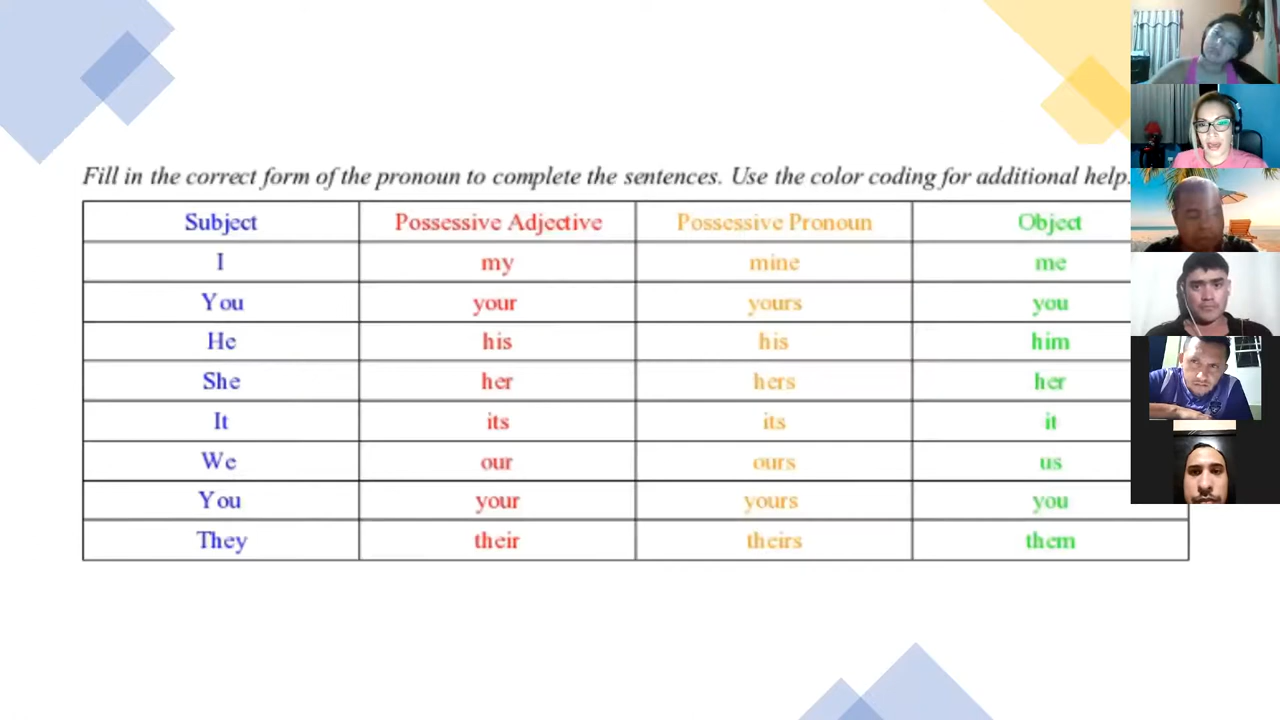 Fill in the correct form of the pronoun to complete the sentences. Use the color coding for additional help.
Subject Possessive Adjective Possessive Pronoun Object
I my mine me
You your yours you
He his his him
She her hers her
It its its it
We our ours us
You your yours you
They their theirs them